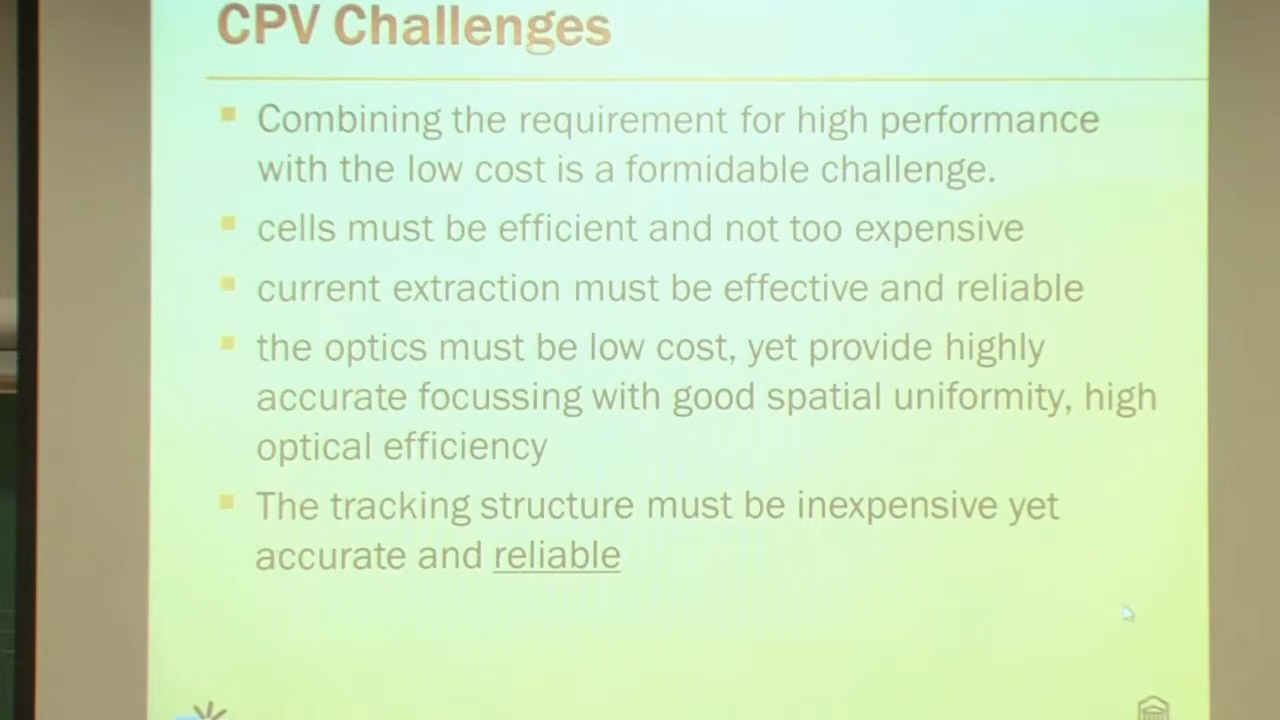 CPV Challenges
Combining the requirement for high performance
with the low cost is a formidable challenge.
cells must be efficient and not too expensive
current extraction must be effective and reliable
the optics must be low cost, yet provide highly
accurate focussing with good spatial uniformity, high
optical efficiency
The tracking structure must be inexpensive yet
accurate and reliable